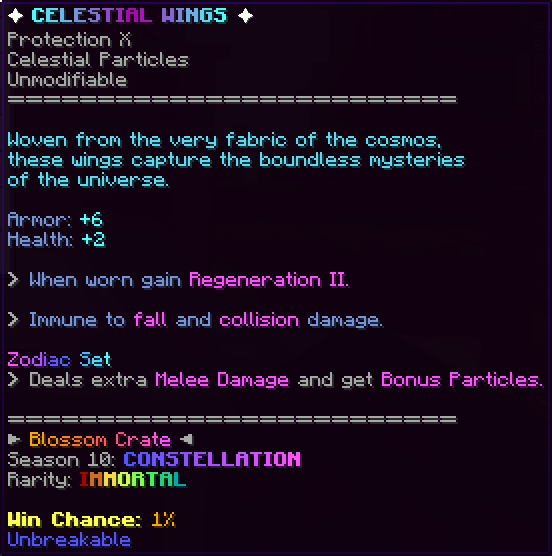 ✦ CELESTIAL WINGS ✦
Protection X
Celestial Particles
Unmodifiable
==============================
Woven from the very fabric of the cosmos,
these wings capture the boundless mysteries
of the universe.
Armor: +6
Health: +2
> When worn gain Regeneration II.
> Immune to fall and collision damage.
Zodiac Set
> Deals extra Melee Damage and get Bonus Particles.
==============================
► Blossom Crate ◄
Season 10: CONSTELLATION
Rarity: IMMORTAL
Win Chance: 1%
Unbreakable